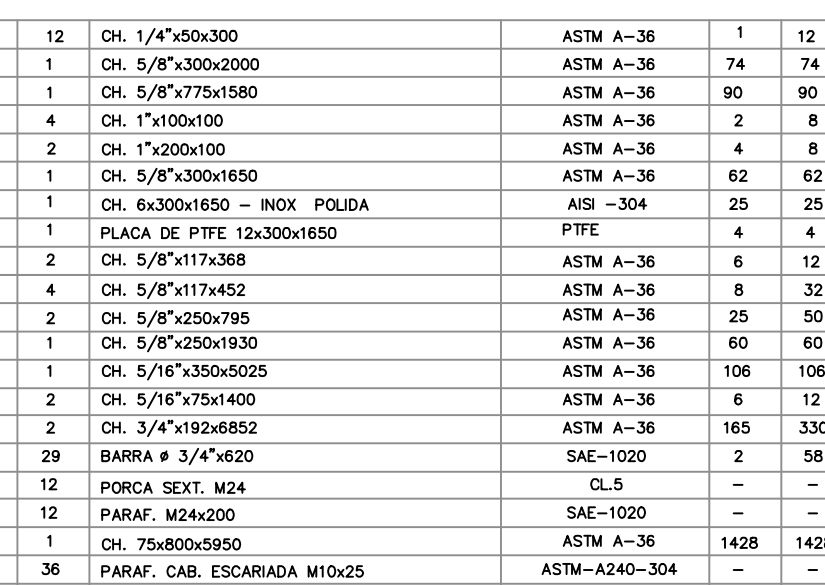 12 CH. 1/4"x50x300 ASTM A-36 1 12
1 CH. 5/8"x300x2000 ASTM A-36 74 74
1 CH. 5/8"x775x1580 ASTM A-36 90 90
4 CH. 1"x100x100 ASTM A-36 2 8
2 CH. 1"x200x100 ASTM A-36 4 8
1 CH. 5/8"x300x1650 ASTM A-36 62 62
1 CH. 6x300x1650 - INOX POLIDA AISI -304 25 25
1 PLACA DE PTFE 12x300x1650 PTFE 4 4
2 CH. 5/8"x117x368 ASTM A-36 6 12
4 CH. 5/8"x117x452 ASTM A-36 8 32
2 CH. 5/8"x250x795 ASTM A-36 25 50
1 CH. 5/8"x250x1930 ASTM A-36 60 60
1 CH. 5/16"x350x5025 ASTM A-36 106 106
2 CH. 5/16"x75x1400 ASTM A-36 6 12
2 CH. 3/4"x192x6852 ASTM A-36 165 330
29 BARRA ø 3/4"x620 SAE-1020 2 58
12 PORCA SEXT. M24 CL.5 - -
12 PARAF. M24x200 SAE-1020 - -
1 CH. 75x800x5950 ASTM A-36 1428 1428
36 PARAF. CAB. ESCARIADA M10x25 ASTM-A240-304 - -